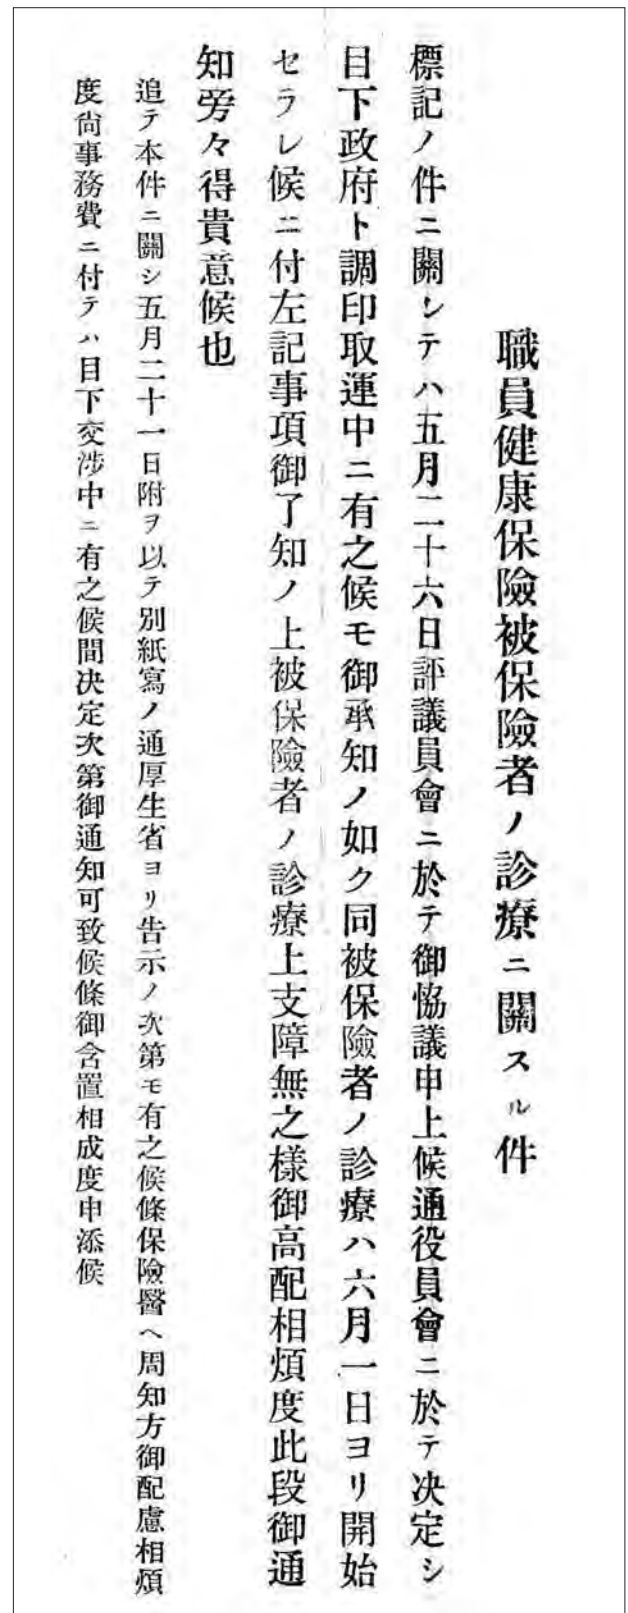 職員健康保險被保險者ノ診療ニ關スル件
標記ノ件ニ關シテハ五月二十六日評議員會ニ於テ御恊議申上候通役員會ニ於テ決定シ
目下政府ト調印取運中ニ有之候モ御承知ノ如ク同被保險者ノ診療ハ六月一日ヨリ開始
セラレ候ニ付左記事項御了知ノ上被保險者ノ診療上支障無之樣御高配相煩度此段御通
知旁々得貴意候也
追テ本件ニ關シ五月二十一日附ヲ以テ別紙寫ノ通厚生省ヨリ告示ノ次第モ有之候條保險醫ヘ周知方御配慮相煩
度尙事務費ニ付テハ目下交涉中ニ有之候間決定次第御通知可致候條御含置相成度申添候